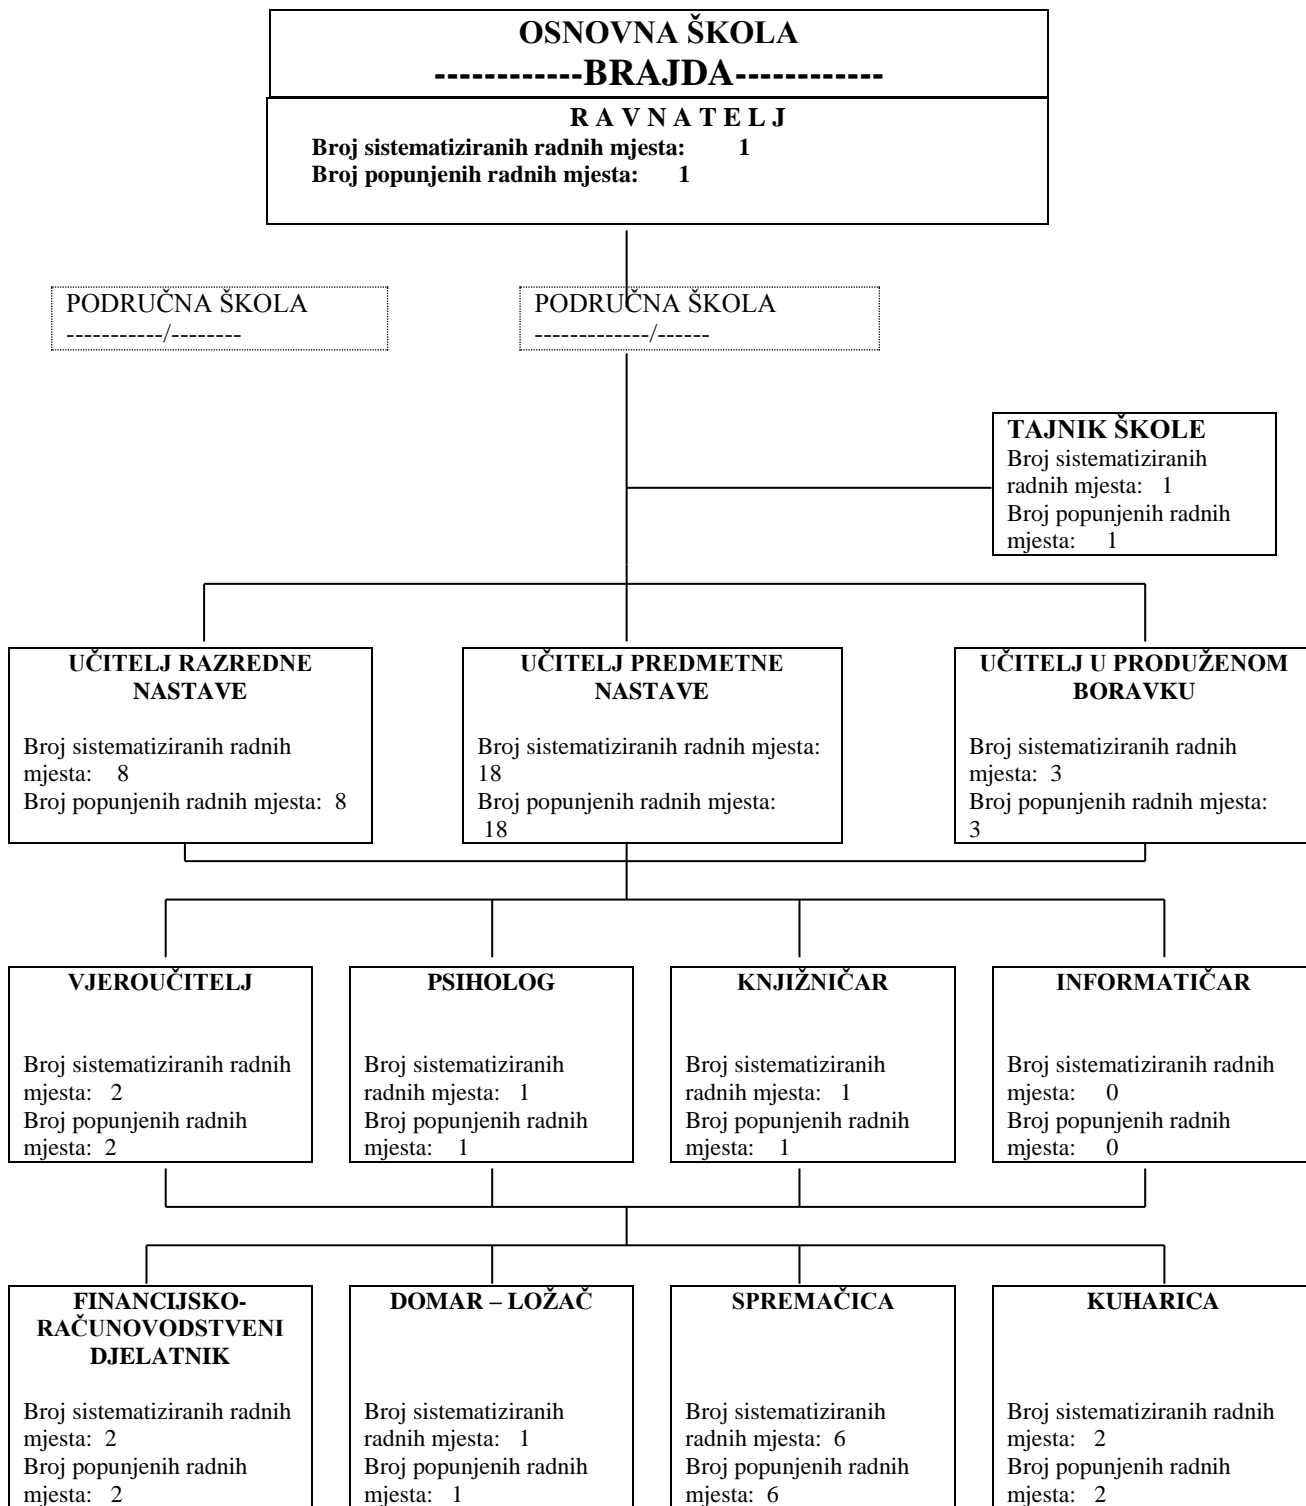 OSNOVNA ŠKOLA
------------BRAJDA------------
R A V N A T E L J
Broj sistematiziranih radnih mjesta: 1
Broj popunjenih radnih mjesta: 1
PODRUČNA ŠKOLA
-----------/--------
PODRUČNA ŠKOLA
-------------/------
TAJNIK ŠKOLE
Broj sistematiziranih
radnih mjesta: 1
Broj popunjenih radnih
mjesta: 1
UČITELJ RAZREDNE
NASTAVE
Broj sistematiziranih radnih
mjesta: 8
Broj popunjenih radnih mjesta: 8
UČITELJ PREDMETNE
NASTAVE
Broj sistematiziranih radnih mjesta:
18
Broj popunjenih radnih mjesta:
18
UČITELJ U PRODUŽENOM
BORAVKU
Broj sistematiziranih radnih
mjesta: 3
Broj popunjenih radnih mjesta:
3
VJEROUČITELJ
Broj sistematiziranih radnih
mjesta: 2
Broj popunjenih radnih
mjesta: 2
PSIHOLOG
Broj sistematiziranih
radnih mjesta: 1
Broj popunjenih radnih
mjesta: 1
KNJIŽNIČAR
Broj sistematiziranih
radnih mjesta: 1
Broj popunjenih radnih
mjesta: 1
INFORMATIČAR
Broj sistematiziranih radnih
mjesta: 0
Broj popunjenih radnih
mjesta: 0
FINANCIJSKO-
RAČUNOVODSTVENI
DJELATNIK
Broj sistematiziranih radnih
mjesta: 2
Broj popunjenih radnih
mjesta: 2
DOMAR – LOŽAČ
Broj sistematiziranih
radnih mjesta: 1
Broj popunjenih radnih
mjesta: 1
SPREMAČICA
Broj sistematiziranih
radnih mjesta: 6
Broj popunjenih radnih
mjesta: 6
KUHARICA
Broj sistematiziranih radnih
mjesta: 2
Broj popunjenih radnih
mjesta: 2